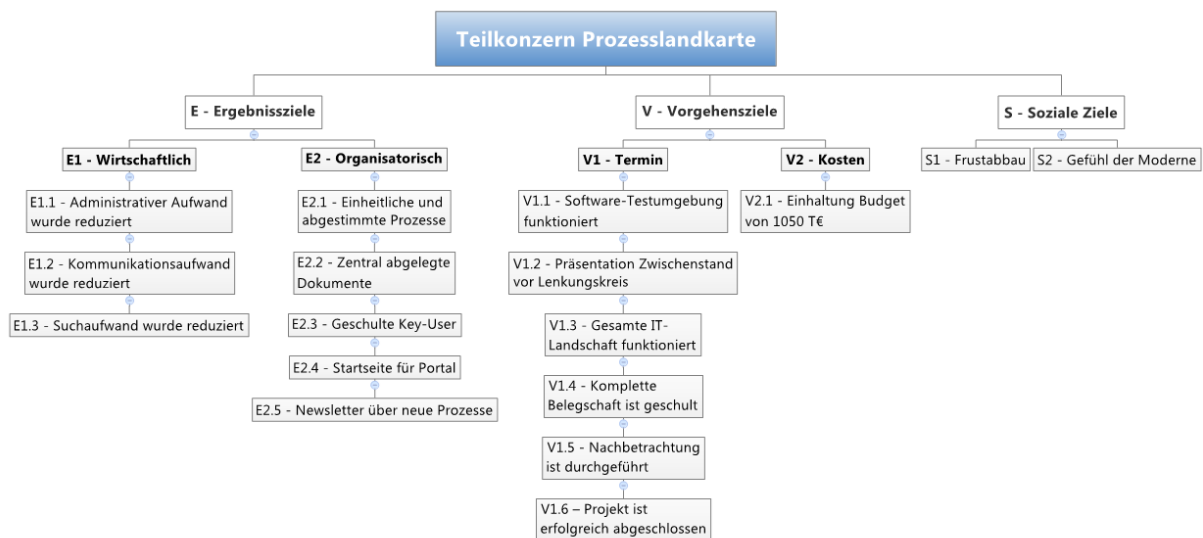 Teilkonzern Prozesslandkarte
E - Ergebnisziele
E1 - Wirtschaftlich
E1.1 - Administrativer Aufwand
wurde reduziert
E1.2 - Kommunikationsaufwand
wurde reduziert
E1.3 - Suchaufwand wurde reduziert
E2 - Organisatorisch
E2.1 - Einheitliche und
abgestimmte Prozesse
E2.2 - Zentral abgelegte
Dokumente
E2.3 - Geschulte Key-User
E2.4 - Startseite für Portal
E2.5 - Newsletter über neue Prozesse
V - Vorgehensziele
V1 - Termin
V1.1 - Software-Testumgebung
funktioniert
V1.2 - Präsentation Zwischenstand
vor Lenkungskreis
V1.3 - Gesamte IT-
Landschaft funktioniert
V1.4 - Komplette
Belegschaft ist geschult
V1.5 - Nachbetrachtung
ist durchgeführt
V1.6 – Projekt ist
erfolgreich abgeschlossen
V2 - Kosten
V2.1 - Einhaltung Budget
von 1050 T€
S - Soziale Ziele
S1 - Frustabbau
S2 - Gefühl der Moderne